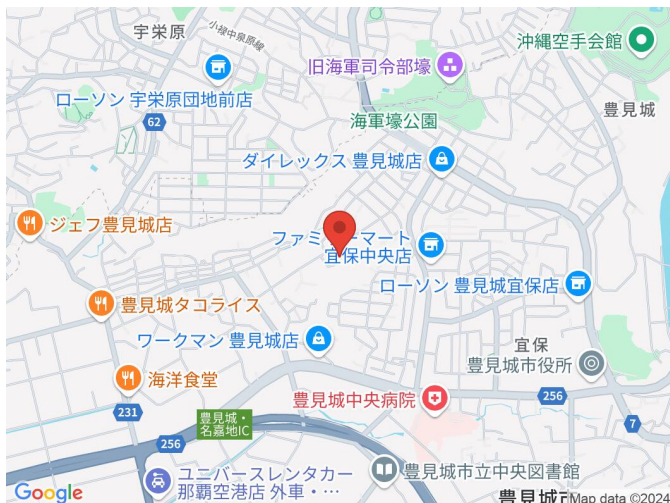 宇栄原
小禄中泉原線
旧海軍司令部壕
沖縄空手会館
ローソン 宇栄原団地前店
62
海軍壕公園
豊見城
ダイレックス 豊見城店
ジェフ豊見城店
ファミリーマート
宜保中央店
ローソン 豊見城宜保店
豊見城タコライス
ワークマン 豊見城店
宜保
豊見城市役所
海洋食堂
豊見城中央病院
256
231
豊見城・
名嘉地IC
7
256
ユニバースレンタカー
那覇空港店 外車・…
豊見城市立中央図書館
豊見城市
Google
Map data ©2024